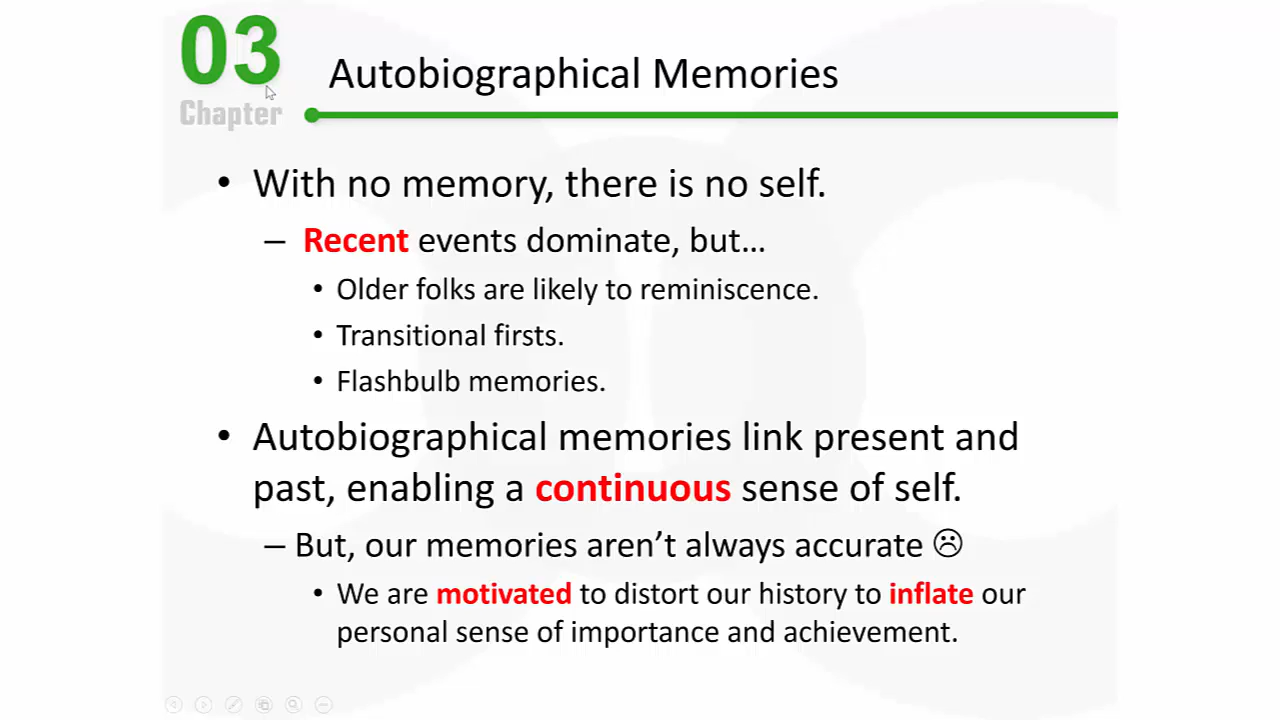 03
Chapter
Autobiographical Memories
• With no memory, there is no self.
– Recent events dominate, but…
• Older folks are likely to reminiscence.
• Transitional firsts.
• Flashbulb memories.
• Autobiographical memories link present and
past, enabling a continuous sense of self.
– But, our memories aren’t always accurate ☹
• We are motivated to distort our history to inflate our
personal sense of importance and achievement.